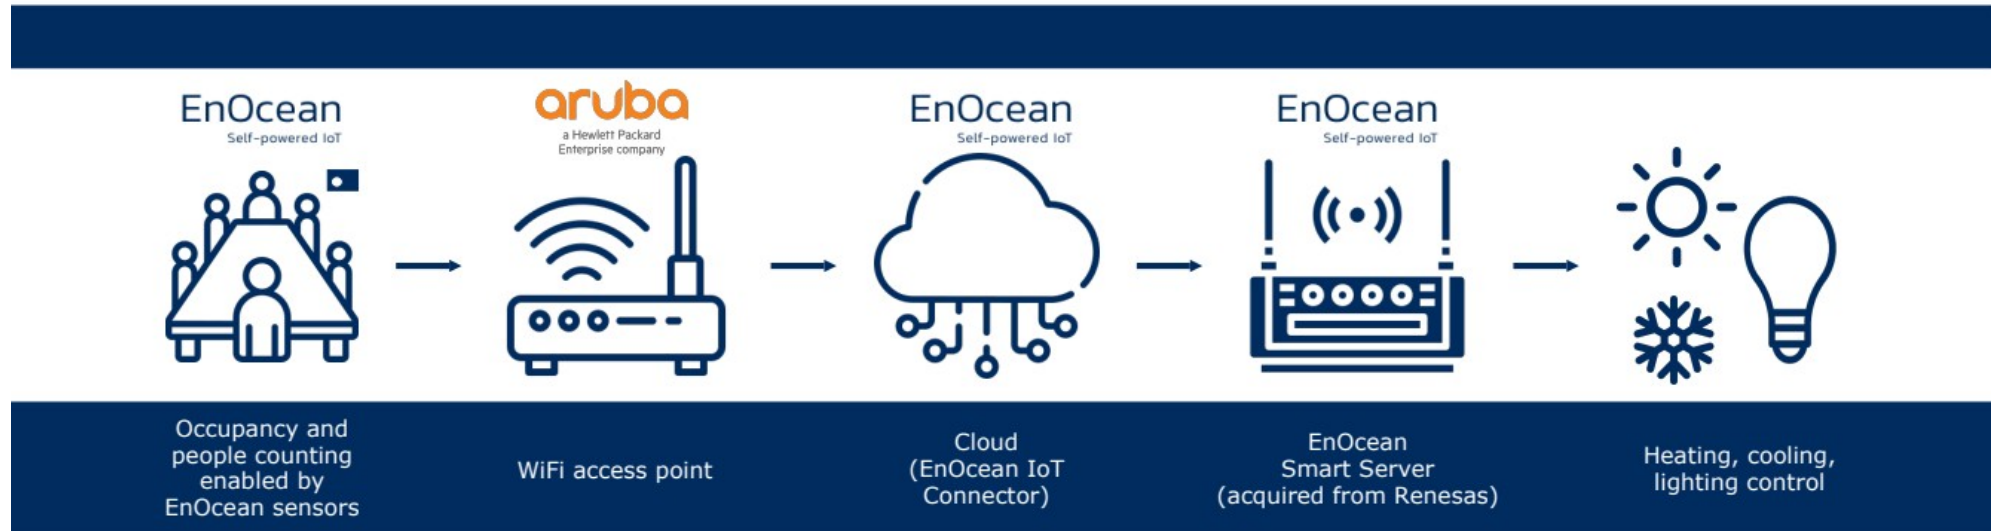 EnOcean
Self-powered IoT
aruba
a Hewlett Packard
Enterprise company
EnOcean
Self-powered IoT
EnOcean
Self-powered IoT
Occupancy and
people counting
enabled by
EnOcean sensors
WiFi access point
Cloud
(EnOcean IoT
Connector)
EnOcean
Smart Server
(acquired from Renesas)
Heating, cooling,
lighting control